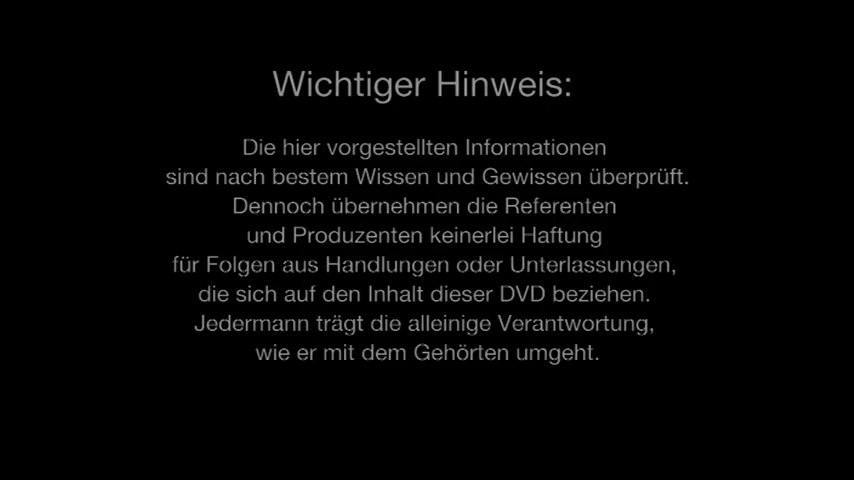 Wichtiger Hinweis:
Die hier vorgestellten Informationen
sind nach bestem Wissen und Gewissen überprüft.
Dennoch übernehmen die Referenten
und Produzenten keinerlei Haftung
für Folgen aus Handlungen oder Unterlassungen,
die sich auf den Inhalt dieser DVD beziehen.
Jedermann trägt die alleinige Verantwortung,
wie er mit dem Gehörten umgeht.